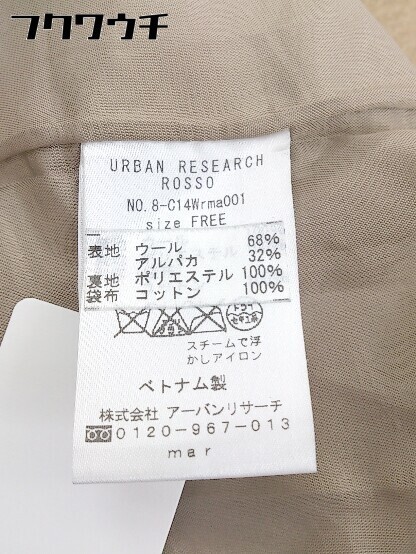 フクワウチ
URBAN RESEARCH
ROSSO
NO.8-C14Wrma001
size FREE
表地 ウール 68%
アルパカ 32%
裏地 ポリエステル 100%
袋布 コットン 100%
スチームで浮
かしアイロン
ベトナム製
株式会社 アーバンリサーチ
0120-967-013
mar